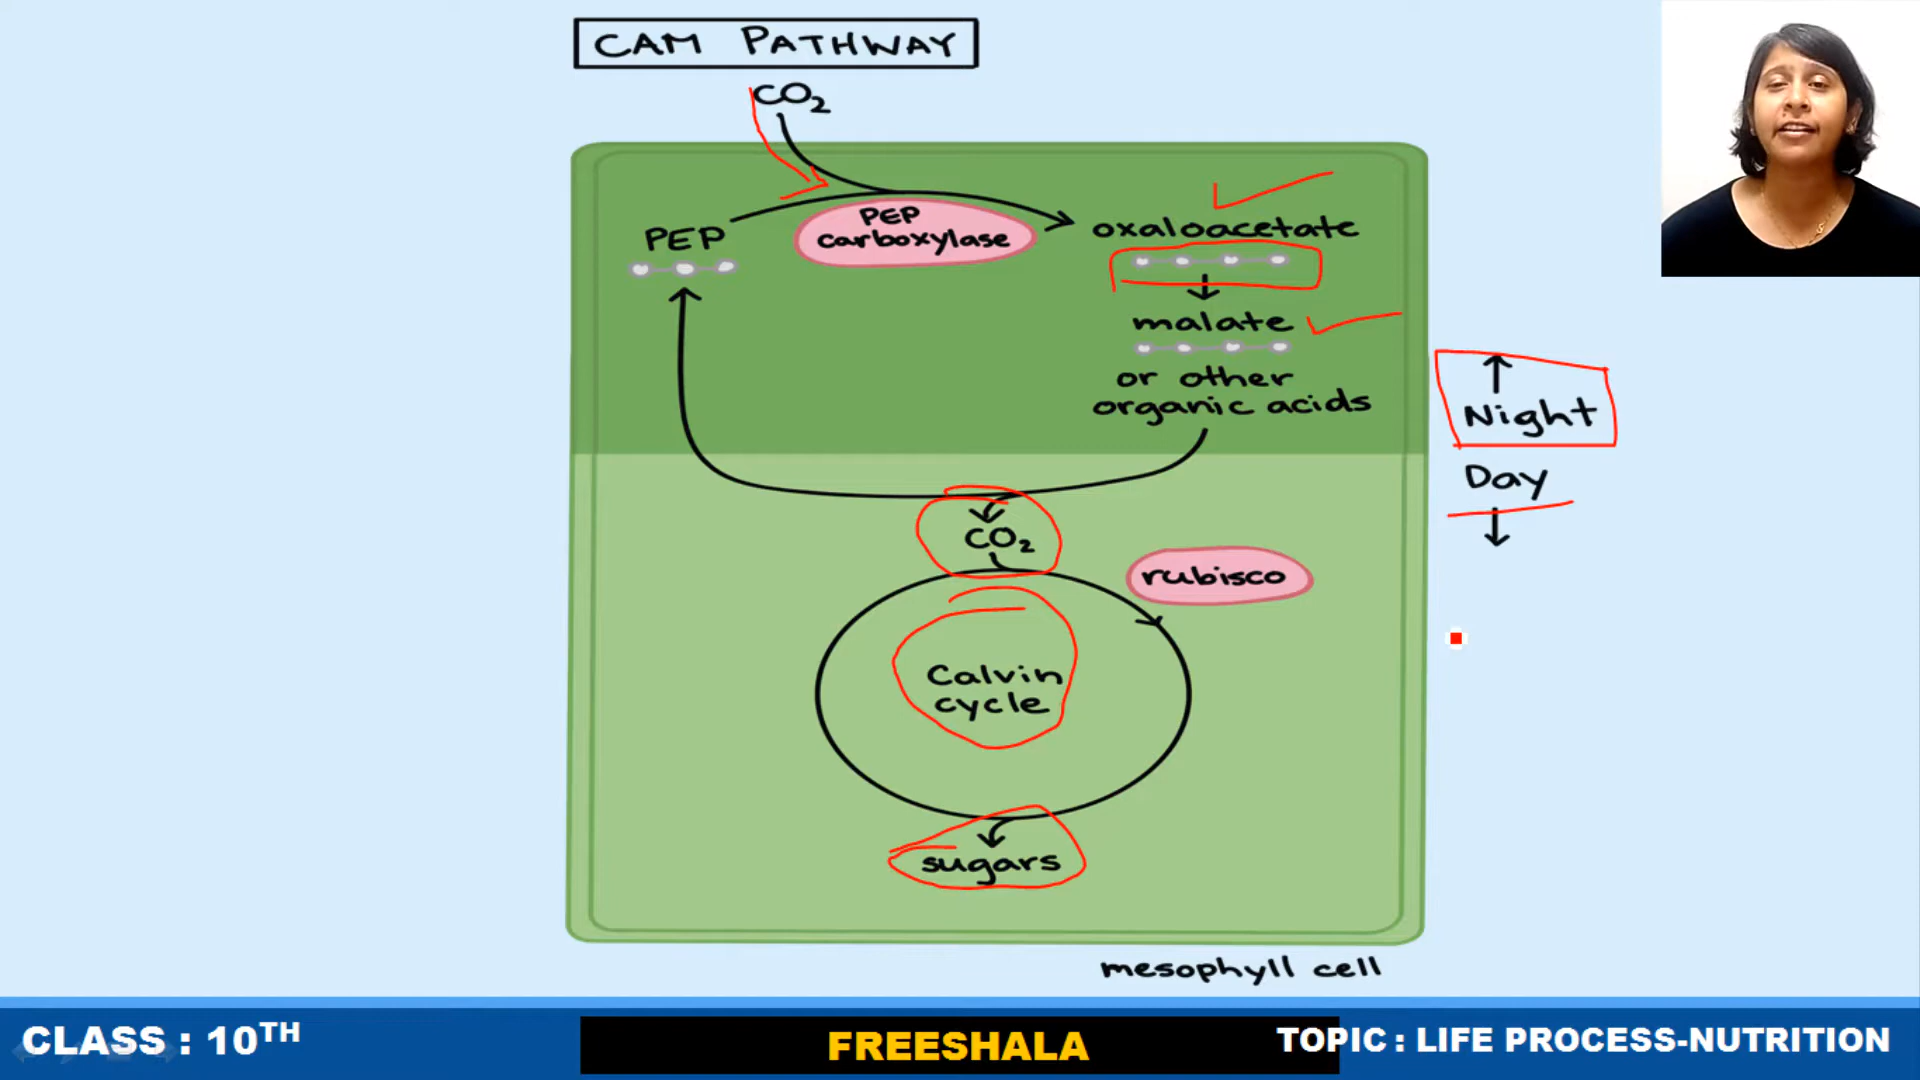 CAM PATHWAY
CO₂
PEP
PEP
carboxylase
oxaloacetate
malate
or other
organic acids
Night
Day
CO₂
rubisco
Calvin
cycle
sugars
mesophyll cell
CLASS : 10TH
FREESHALA
TOPIC : LIFE PROCESS-NUTRITION